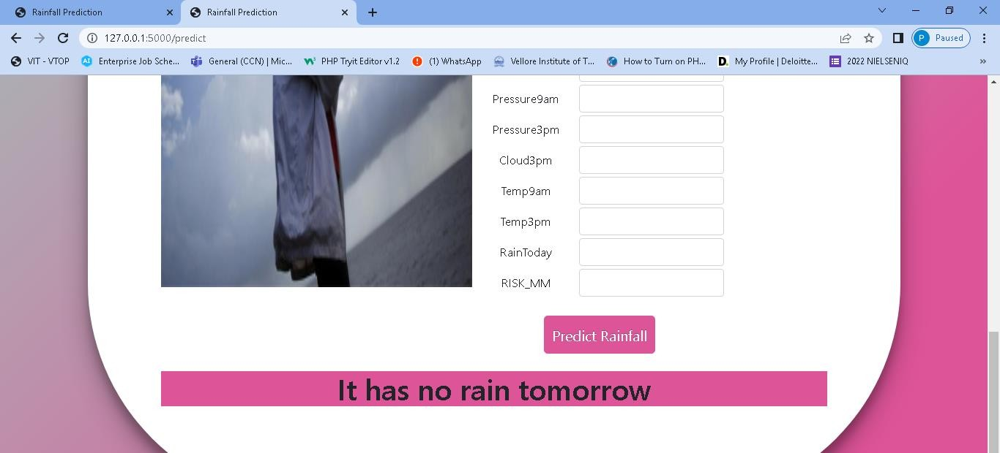 Rainfall Prediction
Rainfall Prediction
127.0.0.1:5000/predict
P Paused
VIT - VTOP
AI Enterprise Job Sche...
General (CCN) | Mic...
W3 PHP Tryit Editor v1.2
(1) WhatsApp
Vellore Institute of T...
How to Turn on PH...
D. My Profile | Deloitte...
2022 NIELSENIQ
Pressure9am
Pressure3pm
Cloud3pm
Temp9am
Temp3pm
RainToday
RISK_MM
Predict Rainfall
It has no rain tomorrow